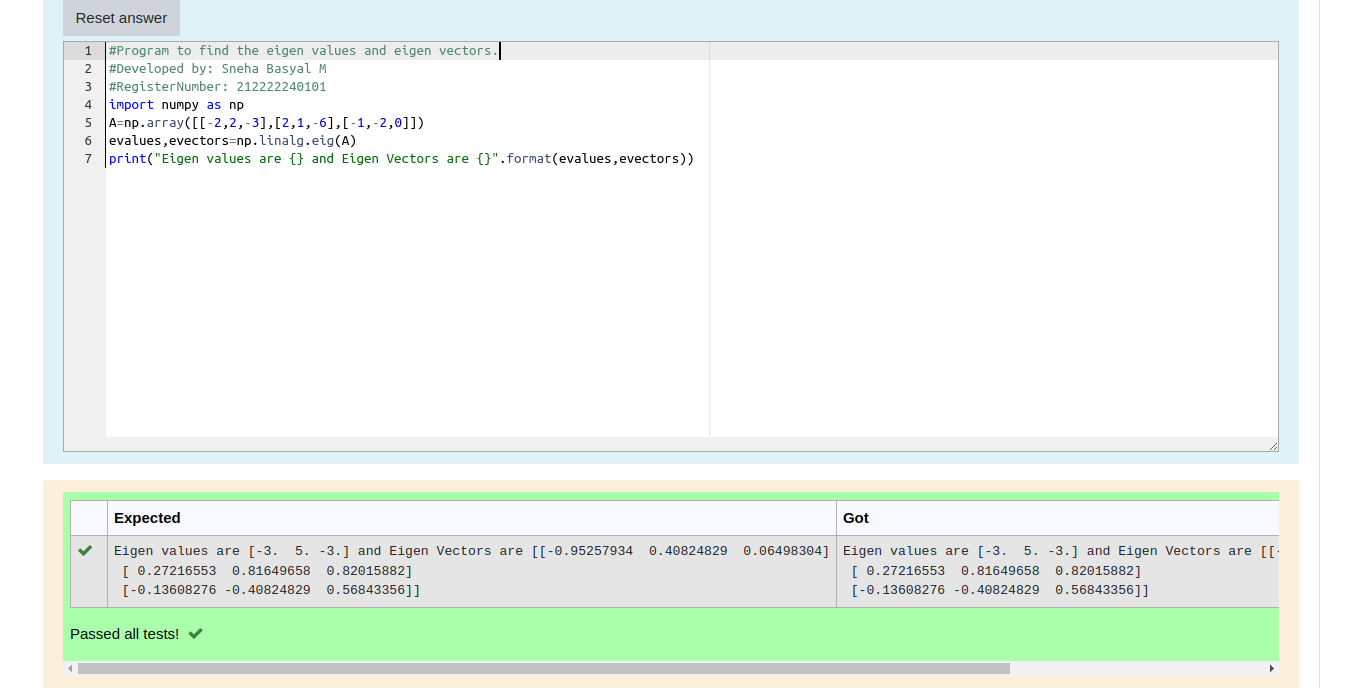 Reset answer
1 #Program to find the eigen values and eigen vectors.
2 #Developed by: Sneha Basyal M
3 #RegisterNumber: 212222240101
4 import numpy as np
5 A=np.array([[-2,2,-3],[2,1,-6],[-1,-2,0]])
6 evalues,evectors=np.linalg.eig(A)
7 print("Eigen values are {} and Eigen Vectors are {}".format(evalues,evectors))
Expected Got
Eigen values are [-3.  5. -3.] and Eigen Vectors are [[-0.95257934  0.40824829  0.06498304] Eigen values are [-3.  5. -3.] and Eigen Vectors are [[-
[ 0.27216553  0.81649658  0.82015882] [ 0.27216553  0.81649658  0.82015882]
[-0.13608276 -0.40824829  0.56843356]] [-0.13608276 -0.40824829  0.56843356]]
Passed all tests!